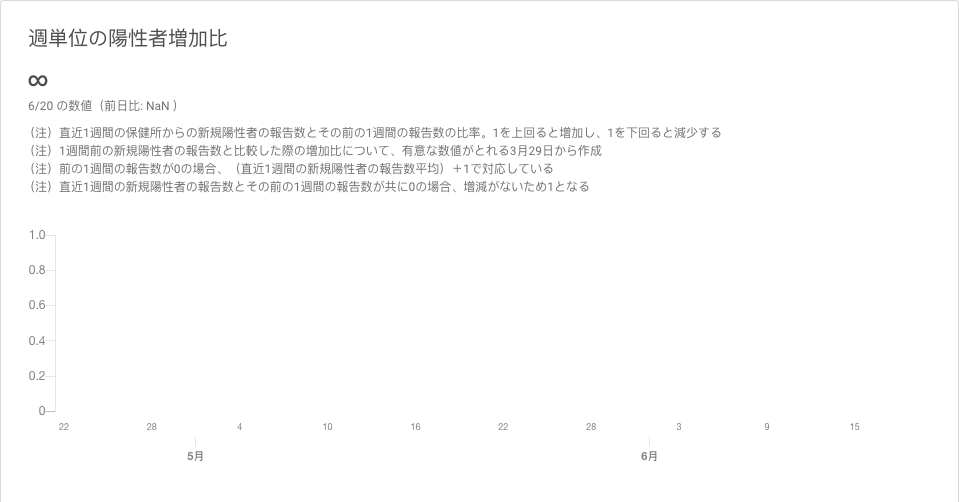 週単位の陽性者増加比
∞
6/20 の数値（前日比: NaN ）
（注）直近1週間の保健所からの新規陽性者の報告数とその前の1週間の報告数の比率。1を上回ると増加し、1を下回ると減少する
（注）1週間前の新規陽性者の報告数と比較した際の増加比について、有意な数値がとれる3月29日から作成
（注）前の1週間の報告数が0の場合、（直近1週間の新規陽性者の報告数平均）＋1で対応している
（注）直近1週間の新規陽性者の報告数とその前の1週間の報告数が共に0の場合、増減がないため1となる
1.0
0.8
0.6
0.4
0.2
0
22 28 4 10 16 22 28 3 9 15
5月 6月